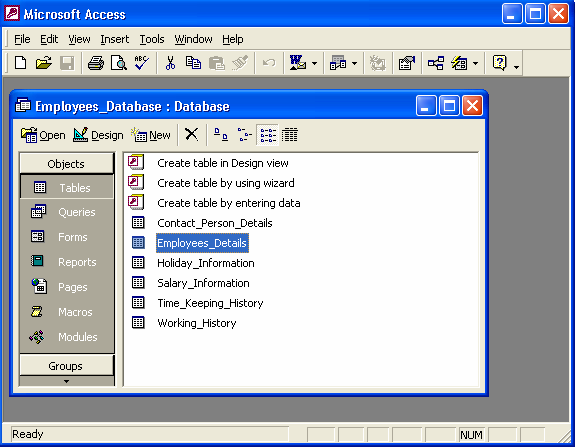 Microsoft Access
File Edit View Insert Tools Window Help
ABC
W
?
Employees_Database : Database
Open Design New
Objects
Tables
Queries
Forms
Reports
Pages
Macros
Modules
Groups
Create table in Design view
Create table by using wizard
Create table by entering data
Contact_Person_Details
Employees_Details
Holiday_Information
Salary_Information
Time_Keeping_History
Working_History
Ready NUM